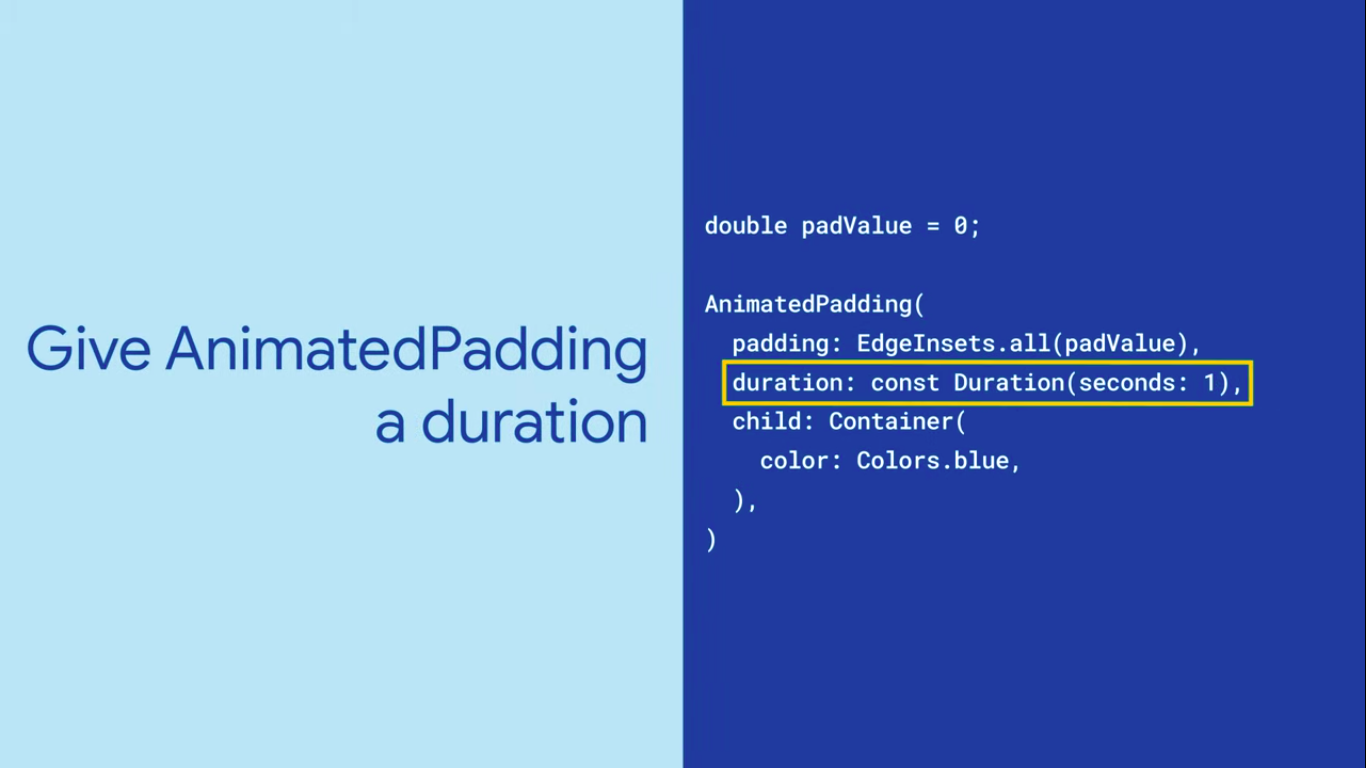 Give AnimatedPadding
a duration
double padValue = 0;
AnimatedPadding(
padding: EdgeInsets.all(padValue),
duration: const Duration(seconds: 1),
child: Container(
color: Colors.blue,
),
)